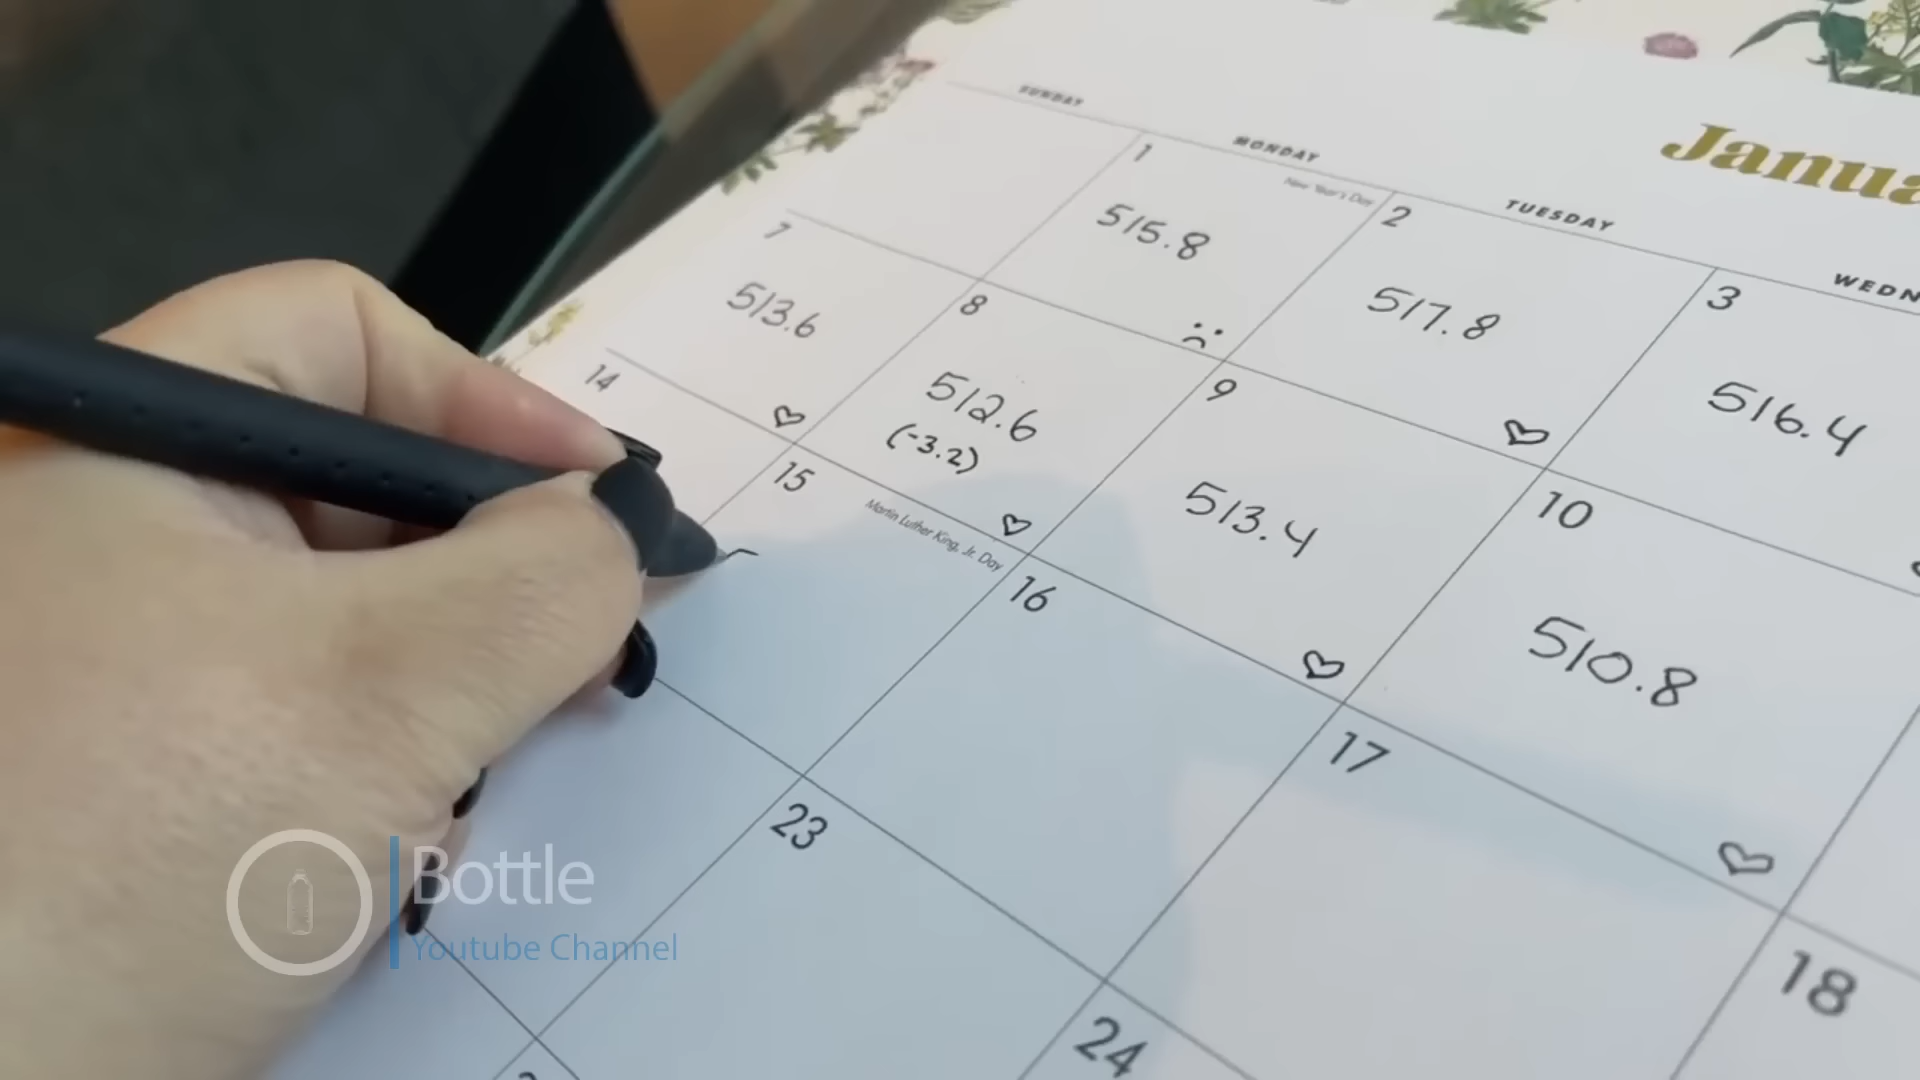 Janua
SUNDAY
MONDAY
TUESDAY
WEDN
1
New Year's Day
515.8
2
517.8
3
516.4
7
513.6
8
512.6
(-3.2)
9
513.4
10
510.8
14
15
Martin Luther King, Jr. Day
16
17
18
23
24
Bottle
Youtube Channel